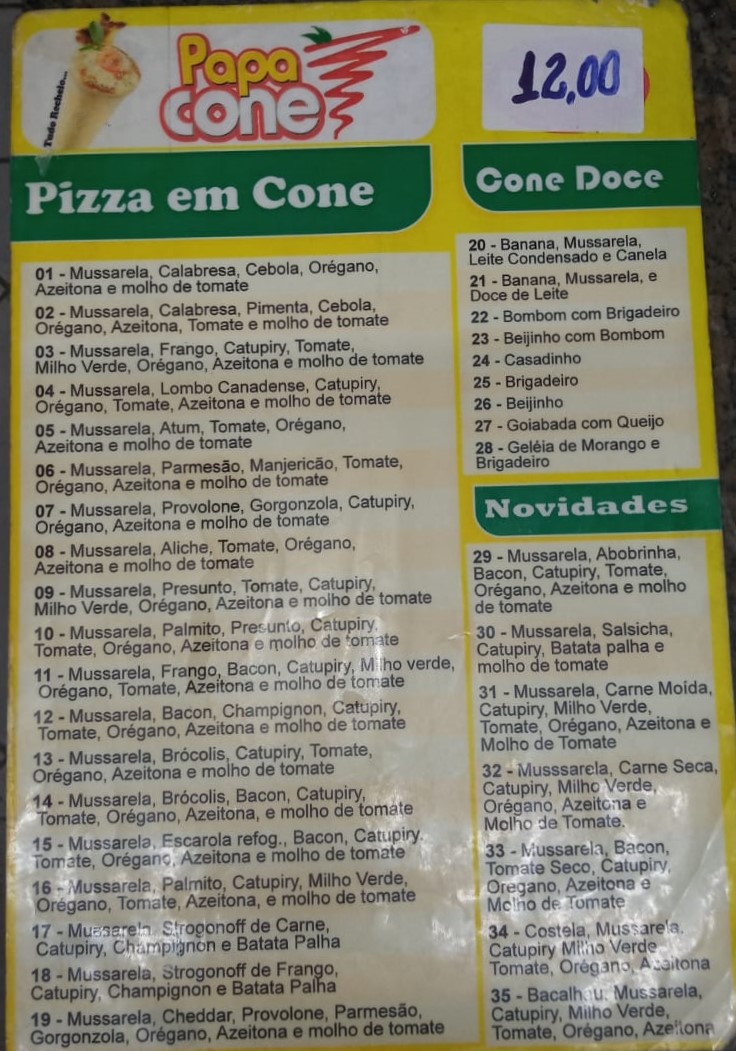 Tudo Recheio...
Papa
cone
12,00
Pizza em Cone
01 - Mussarela, Calabresa, Cebola, Orégano,
Azeitona e molho de tomate
02 - Mussarela, Calabresa, Pimenta, Cebola,
Orégano, Azeitona, Tomate e molho de tomate
03 - Mussarela, Frango, Catupiry, Tomate,
Milho Verde, Orégano, Azeitona e molho de tomate
04 - Mussarela, Lombo Canadense, Catupiry,
Orégano, Tomate, Azeitona e molho de tomate
05 - Mussarela, Atum, Tomate, Orégano,
Azeitona e molho de tomate
06 - Mussarela, Parmesão, Manjericão, Tomate,
Orégano, Azeitona e molho de tomate
07 - Mussarela, Provolone, Gorgonzola, Catupiry,
Orégano, Azeitona e molho de tomate
08 - Mussarela, Aliche, Tomate, Orégano,
Azeitona e molho de tomate
09 - Mussarela, Presunto, Tomate, Catupiry,
Milho Verde, Orégano, Azeitona e molho de tomate
10 - Mussarela, Palmito, Presunto, Catupiry,
Tomate, Orégano, Azeitona e molho de tomate
11 - Mussarela, Frango, Bacon, Catupiry, Milho verde,
Orégano, Tomate, Azeitona e molho de tomate
12 - Mussarela, Bacon, Champignon, Catupiry,
Tomate, Orégano, Azeitona e molho de tomate
13 - Mussarela, Brócolis, Catupiry, Tomate,
Orégano, Azeitona e molho de tomate
14 - Mussarela, Brócolis, Bacon, Catupiry,
Tomate, Orégano, Azeitona, e molho de tomate
15 - Mussarela, Escarola refog., Bacon, Catupiry,
Tomate, Orégano, Azeitona e molho de tomate
16 - Mussarela, Palmito, Catupiry, Milho Verde,
Orégano, Tomate, Azeitona, e molho de tomate
17 - Mussarela, Strogonoff de Carne,
Catupiry, Champignon e Batata Palha
18 - Mussarela, Strogonoff de Frango,
Catupiry, Champignon e Batata Palha
19 - Mussarela, Cheddar, Provolone, Parmesão,
Gorgonzola, Orégano, Azeitona e molho de tomate
Cone Doce
20 - Banana, Mussarela,
Leite Condensado e Canela
21 - Banana, Mussarela, e
Doce de Leite
22 - Bombom com Brigadeiro
23 - Beijinho com Bombom
24 - Casadinho
25 - Brigadeiro
26 - Beijinho
27 - Goiabada com Queijo
28 - Geléia de Morango e
Brigadeiro
Novidades
29 - Mussarela, Abobrinha,
Bacon, Catupiry, Tomate,
Orégano, Azeitona e molho
de tomate
30 - Mussarela, Salsicha,
Catupiry, Batata palha e
molho de tomate
31 - Mussarela, Carne Moída,
Catupiry, Milho Verde,
Tomate, Orégano, Azeitona e
Molho de Tomate
32 - Musssarela, Carne Seca,
Catupiry, Milho Verde,
Orégano, Azeitona e
Molho de Tomate.
33 - Mussarela, Bacon,
Tomate Seco, Catupiry,
Orégano, Azeitona e
Molho de Tomate
34 - Costela, Mussarela,
Catupiry Milho Verde
Tomate, Orégano, Azeitona
35 - Bacalhau, Mussarela,
Catupiry, Milho Verde,
Tomate, Orégano, Azeitona